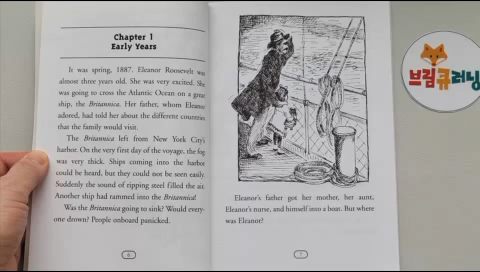 Chapter 1
Early Years
It was spring, 1887. Eleanor Roosevelt was
almost three years old. She was very excited. She
was going to cross the Atlantic Ocean on a great
ship, the Britannica. Her father, whom Eleanor
adored, had told her about the different countries
that the family would visit.
The Britannica left from New York City's
harbor. On the very first day of the voyage, the fog
was very thick. Ships coming into the harbor
could be heard, but they could not be seen easily.
Suddenly the sound of ripping steel filled the air.
Another ship had rammed into the Britannica!
Was the Britannica going to sink? Would every-
one drown? People onboard panicked.
6
Eleanor's father got her mother, her aunt,
Eleanor's nurse, and himself into a boat. But where
was Eleanor?
7
브림큐러닝